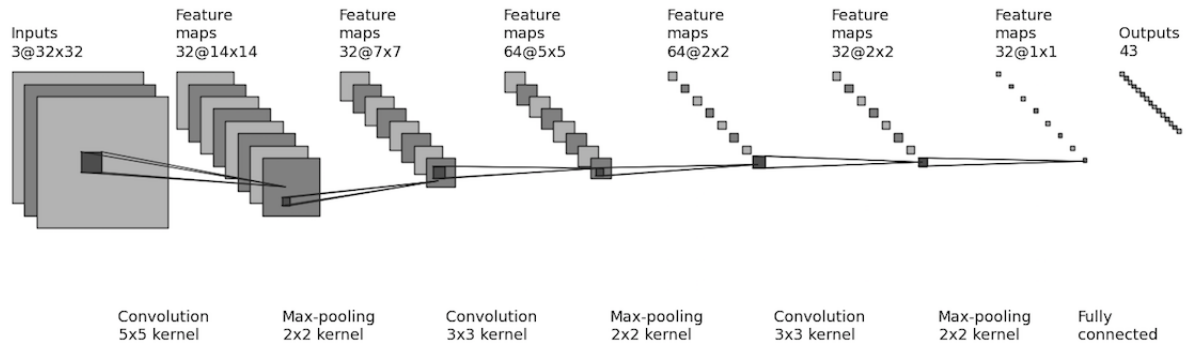 Inputs
3@32x32
Feature
maps
32@14x14
Feature
maps
32@7x7
Feature
maps
64@5x5
Feature
maps
64@2x2
Feature
maps
32@2x2
Feature
maps
32@1x1
Outputs
43
Convolution
5x5 kernel
Max-pooling
2x2 kernel
Convolution
3x3 kernel
Max-pooling
2x2 kernel
Convolution
3x3 kernel
Max-pooling
2x2 kernel
Fully
connected